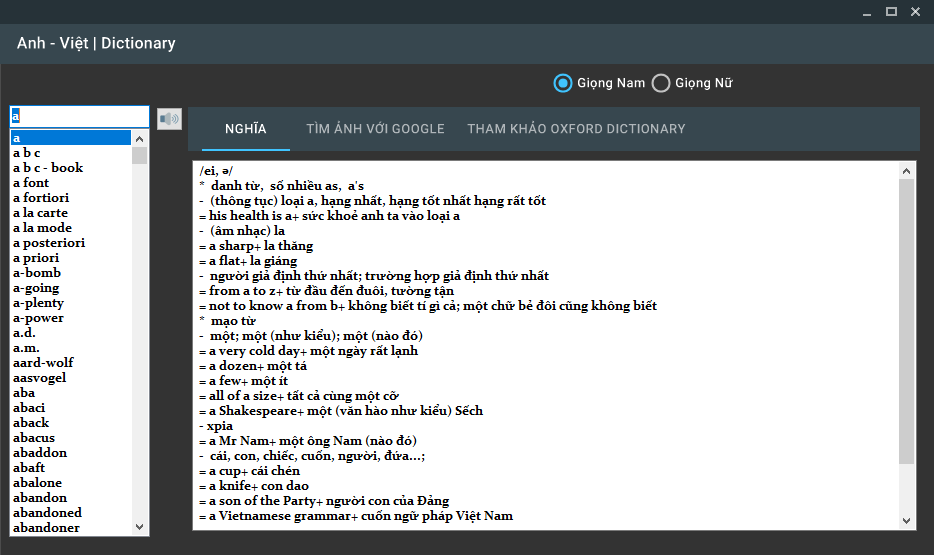 Anh - Việt | Dictionary
Giọng Nam Giọng Nữ
a
NGHĨA TÌM ẢNH VỚI GOOGLE THAM KHẢO OXFORD DICTIONARY
a
a b c
a b c - book
a font
a fortiori
a la carte
a la mode
a posteriori
a priori
a-bomb
a-going
a-plenty
a-power
a.d.
a.m.
aard-wolf
aasvogel
aba
abaci
aback
abacus
abaddon
abaft
abalone
abandon
abandoned
abandoner
/ei, ə/
* danh từ, số nhiều as, a's
- (thông tục) loại a, hạng nhất, hạng tốt nhất hạng rất tốt
= his health is a+ sức khoẻ anh ta vào loại a
- (âm nhạc) la
= a sharp+ la thăng
= a flat+ la giáng
- người giả định thứ nhất; trường hợp giả định thứ nhất
= from a to z+ từ đầu đến đuôi, tường tận
= not to know a from b+ không biết tí gì cả; một chữ bẻ đôi cũng không biết
* mạo từ
- một; một (như kiểu); một (nào đó)
= a very cold day+ một ngày rất lạnh
= a dozen+ một tá
= a few+ một ít
= all of a size+ tất cả cùng một cỡ
= a Shakespeare+ một (văn hào như kiểu) Sếch
- xpia
= a Mr Nam+ một ông Nam (nào đó)
- cái, con, chiếc, cuốn, người, đứa...;
= a cup+ cái chén
= a knife+ con dao
= a son of the Party+ người con của Đảng
= a Vietnamese grammar+ cuốn ngữ pháp Việt Nam